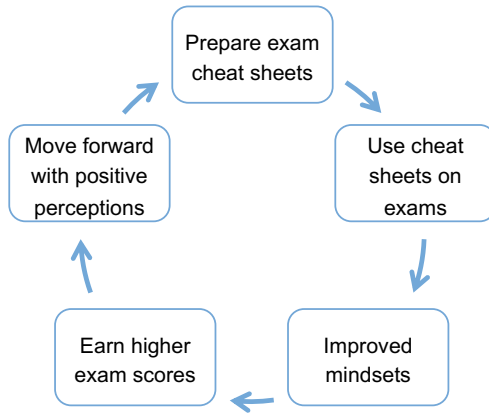 Prepare exam
cheat sheets
Use cheat
sheets on
exams
Improved
mindsets
Earn higher
exam scores
Move forward
with positive
perceptions